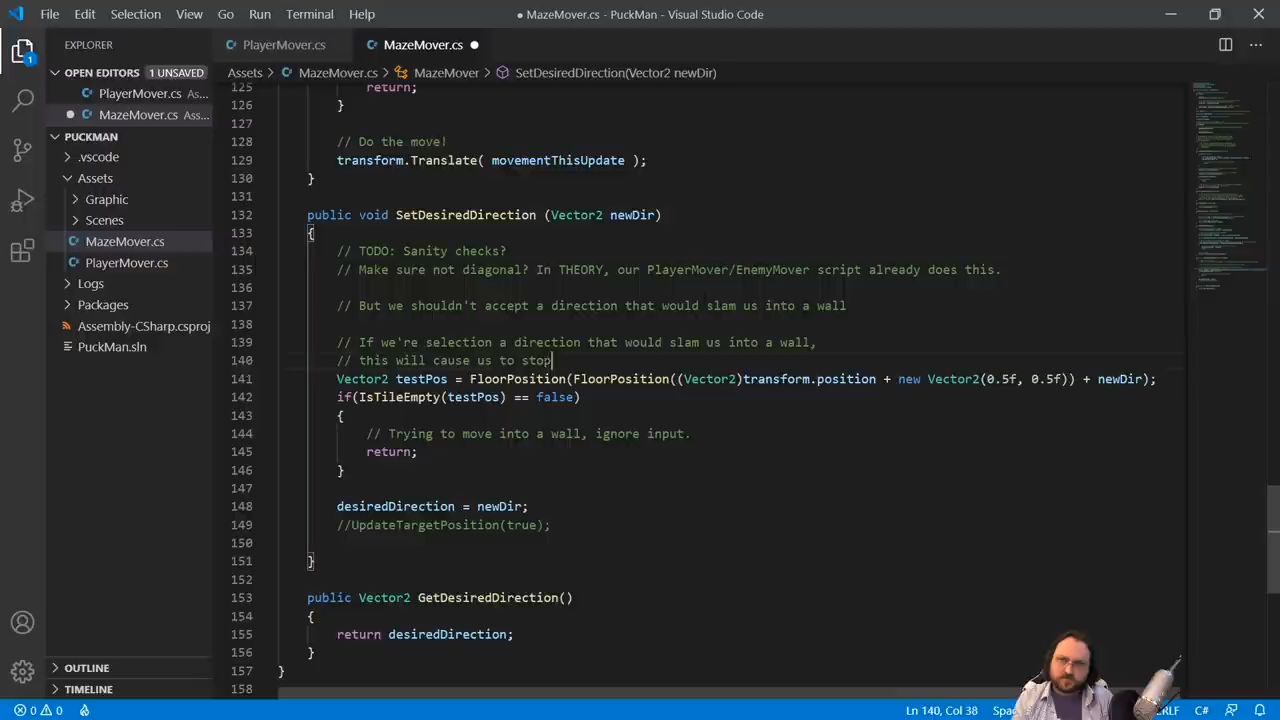 File Edit Selection View Go Run Terminal Help
● MazeMover.cs - PuckMan - Visual Studio Code
EXPLORER
OPEN EDITORS 1 UNSAVED
PlayerMover.cs As...
● MazeMover.cs Ass...
PUCKMAN
.vscode
Assets
Graphic
Scenes
MazeMover.cs
PlayerMover.cs
Logs
Packages
Assembly-CSharp.csproj
PuckMan.sln
OUTLINE
TIMELINE
1
PlayerMover.cs MazeMover.cs ●
Assets > MazeMover.cs > MazeMover > SetDesiredDirection(Vector2 newDir)
125 return;
126 }
127
128 // Do the move!
129 transform.Translate( movementThisUpdate );
130 }
131
132 public void SetDesiredDirection (Vector2 newDir)
133 {
134 // TODO: Sanity checks?
135 // Make sure not diagonal? In THEORY, our PlayerMover/EnemyMover script already does this.
136
137 // But we shouldn't accept a direction that would slam us into a wall
138
139 // If we're selection a direction that would slam us into a wall,
140 // this will cause us to stop
141 Vector2 testPos = FloorPosition(FloorPosition((Vector2)transform.position + new Vector2(0.5f, 0.5f)) + newDir);
142 if(IsTileEmpty(testPos) == false)
143 {
144 // Trying to move into a wall, ignore input.
145 return;
146 }
147
148 desiredDirection = newDir;
149 //UpdateTargetPosition(true);
150
151 }
152
153 public Vector2 GetDesiredDirection()
154 {
155 return desiredDirection;
156 }
157 }
158
0 0 Ln 140, Col 38 Spac RLF C#